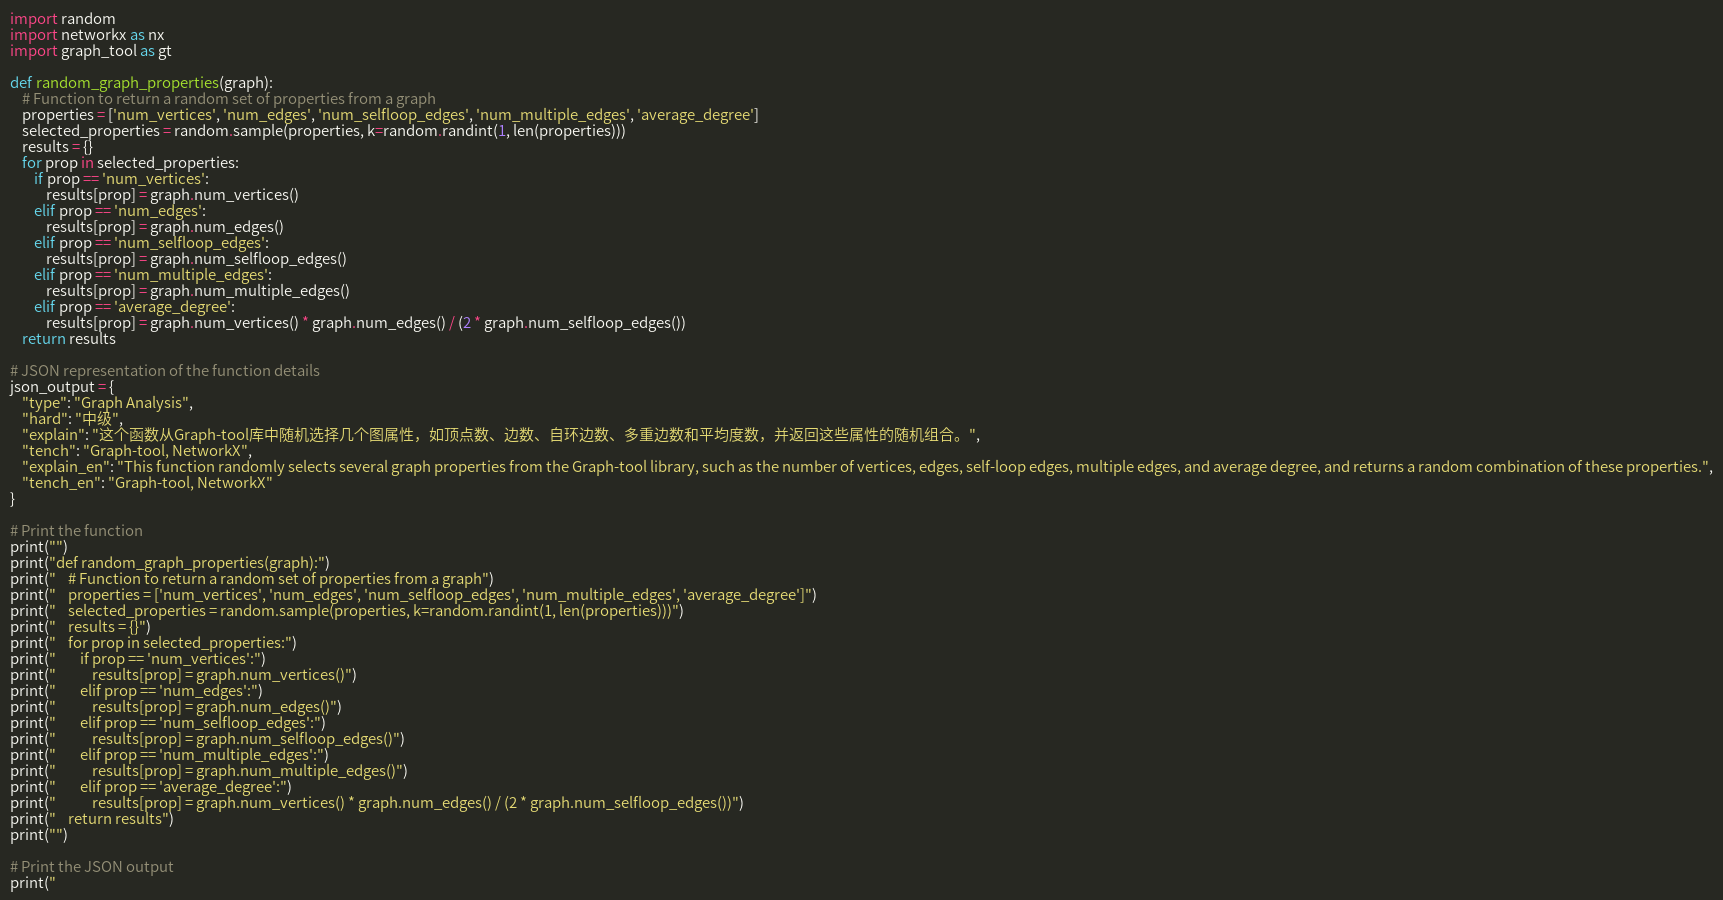 import random
import networkx as nx
import graph_tool as gt

def random_graph_properties(graph):
    # Function to return a random set of properties from a graph
    properties = ['num_vertices', 'num_edges', 'num_selfloop_edges', 'num_multiple_edges', 'average_degree']
    selected_properties = random.sample(properties, k=random.randint(1, len(properties)))
    results = {}
    for prop in selected_properties:
        if prop == 'num_vertices':
            results[prop] = graph.num_vertices()
        elif prop == 'num_edges':
            results[prop] = graph.num_edges()
        elif prop == 'num_selfloop_edges':
            results[prop] = graph.num_selfloop_edges()
        elif prop == 'num_multiple_edges':
            results[prop] = graph.num_multiple_edges()
        elif prop == 'average_degree':
            results[prop] = graph.num_vertices() * graph.num_edges() / (2 * graph.num_selfloop_edges())
    return results

# JSON representation of the function details
json_output = {
    "type": "Graph Analysis",
    "hard": "中级",
    "explain": "这个函数从Graph-tool库中随机选择几个图属性，如顶点数、边数、自环边数、多重边数和平均度数，并返回这些属性的随机组合。",
    "tench": "Graph-tool, NetworkX",
    "explain_en": "This function randomly selects several graph properties from the Graph-tool library, such as the number of vertices, edges, self-loop edges, multiple edges, and average degree, and returns a random combination of these properties.",
    "tench_en": "Graph-tool, NetworkX"
}

# Print the function
print("")
print("def random_graph_properties(graph):")
print("    # Function to return a random set of properties from a graph")
print("    properties = ['num_vertices', 'num_edges', 'num_selfloop_edges', 'num_multiple_edges', 'average_degree']")
print("    selected_properties = random.sample(properties, k=random.randint(1, len(properties)))")
print("    results = {}")
print("    for prop in selected_properties:")
print("        if prop == 'num_vertices':")
print("            results[prop] = graph.num_vertices()")
print("        elif prop == 'num_edges':")
print("            results[prop] = graph.num_edges()")
print("        elif prop == 'num_selfloop_edges':")
print("            results[prop] = graph.num_selfloop_edges()")
print("        elif prop == 'num_multiple_edges':")
print("            results[prop] = graph.num_multiple_edges()")
print("        elif prop == 'average_degree':")
print("            results[prop] = graph.num_vertices() * graph.num_edges() / (2 * graph.num_selfloop_edges())")
print("    return results")
print("")

# Print the JSON output
print("